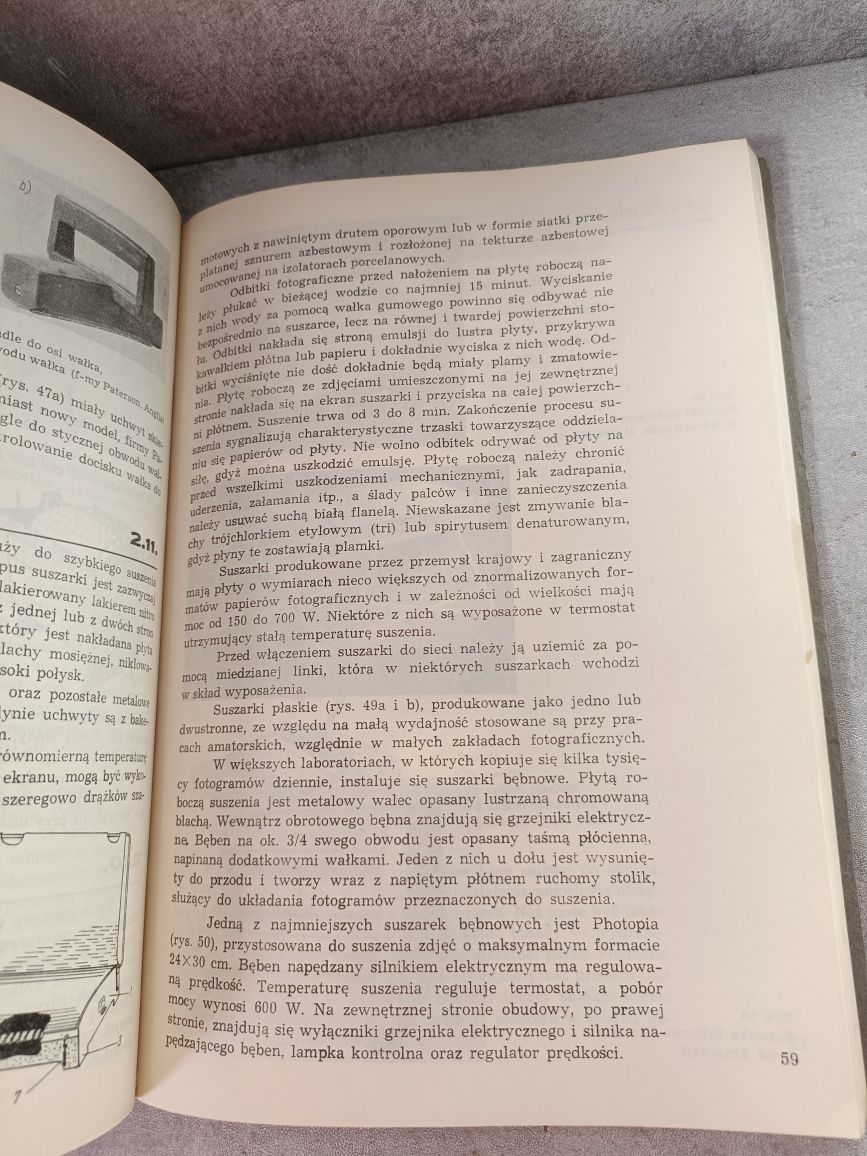 b)
dle do osi wałka,
wodu wałka (f-my Paterson, Anglia)
(rys. 47a) miały uchwyt
miast nowy model, firmy Pa-
gle do stycznej obwodu wał-
trolowanie docisku wałka do
2.11.
uży do szybkiego suszenia
pus suszarki jest zazwyczaj
lakierowany lakierem nitro
z jednej lub z dwóch stron
który jest nakładana płyta
lachy mosiężnej, niklowa-
soki połysk.
oraz pozostałe metalowe
dynie uchwyty są z bake-
n.
równomierną temperaturę
ekranu, mogą być wyko-
szeregowo drążków sza-
1
3
7
motowych z nawiniętym drutem oporowym lub w formie siatki prze-
platanej sznurem azbestowym i rozłożonej na tekturze azbestowej
umocowanej na izolatorach porcelanowych.
Odbitki fotograficzne przed nałożeniem na płytę roboczą na-
leży płukać w bieżącej wodzie co najmniej 15 minut. Wyciskanie
z nich wody za pomocą wałka gumowego powinno się odbywać nie
bezpośrednio na suszarce, lecz na równej i twardej powierzchni sto-
łu. Odbitki nakłada się stroną emulsji do lustra płyty, przykrywa
kawałkiem płótna lub papieru i dokładnie wyciska z nich wodę. Od-
bitki wyciśnięte nie dość dokładnie będą miały plamy i zmatowie-
nia. Płytę roboczą ze zdjęciami umieszczonymi na jej zewnętrznej
stronie nakłada się na ekran suszarki i przyciska na całej powierzch-
ni płótnem. Suszenie trwa od 3 do 8 min. Zakończenie procesu su-
szenia sygnalizują charakterystyczne trzaski towarzyszące oddziela-
niu się papierów od płyty. Nie wolno odbitek odrywać od płyty na
siłę, gdyż można uszkodzić emulsję. Płytę roboczą należy chronić
przed wszelkimi uszkodzeniami mechanicznymi, jak zadrapania,
uderzenia, załamania itp., a ślady palców i inne zanieczyszczenia
należy usuwać suchą białą flanelą. Niewskazane jest zmywanie bla-
chy trójchlorkiem etylowym (tri) lub spirytusem denaturowanym,
gdyż płyny te zostawiają plamki.
Suszarki produkowane przez przemysł krajowy i zagraniczny
mają płyty o wymiarach nieco większych od znormalizowanych for-
matów papierów fotograficznych i w zależności od wielkości mają
moc od 150 do 700 W. Niektóre z nich są wyposażone w termostat
utrzymujący stałą temperaturę suszenia.
Przed włączeniem suszarki do sieci należy ją uziemić za po-
mocą miedzianej linki, która w niektórych suszarkach wchodzi
w skład wyposażenia.
Suszarki płaskie (rys. 49a i b), produkowane jako jedno lub
dwustronne, ze względu na małą wydajność stosowane są przy pra-
cach amatorskich, względnie w małych zakładach fotograficznych.
W większych laboratoriach, w których kopiuje się kilka tysię-
cy fotogramów dziennie, instaluje się suszarki bębnowe. Płytą ro-
boczą suszenia jest metalowy walec opasany lustrzaną chromowaną
blachą. Wewnątrz obrotowego bębna znajdują się grzejniki elektrycz-
ne. Bęben na ok. 3/4 swego obwodu jest opasany taśmą płócienną,
napinaną dodatkowymi wałkami. Jeden z nich u dołu jest wysunię-
ty do przodu i tworzy wraz z napiętym płótnem ruchomy stolik,
służący do układania fotogramów przeznaczonych do suszenia.
Jedną z najmniejszych suszarek bębnowych jest Photopia
(rys. 50), przystosowana do suszenia zdjęć o maksymalnym formacie
24×30 cm. Bęben napędzany silnikiem elektrycznym ma regulowa-
ną prędkość. Temperaturę suszenia reguluje termostat, a pobór
mocy wynosi 600 W. Na zewnętrznej stronie obudowy, po prawej
stronie, znajdują się wyłączniki grzejnika elektrycznego i silnika na-
pędzającego bęben, lampka kontrolna oraz regulator prędkości.
59